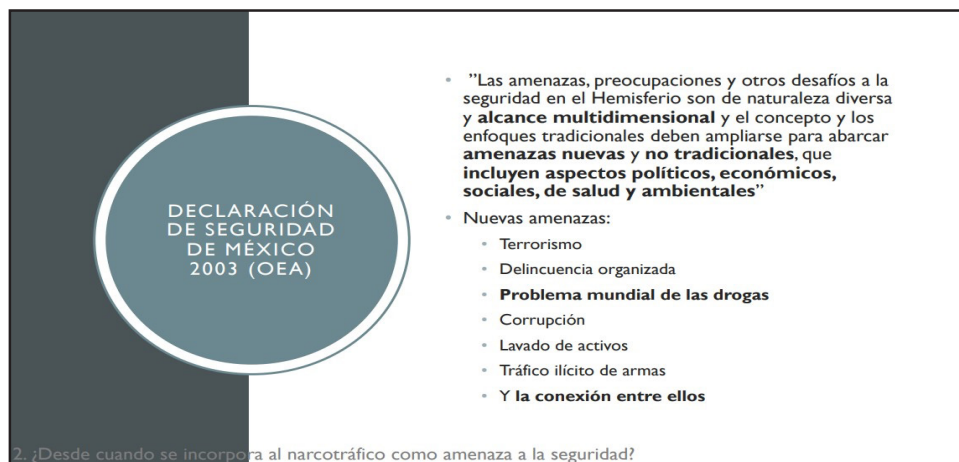 DECLARACIÓN
DE SEGURIDAD
DE MÉXICO
2003 (OEA)
• ”Las amenazas, preocupaciones y otros desafíos a la
seguridad en el Hemisferio son de naturaleza diversa
y alcance multidimensional y el concepto y los
enfoques tradicionales deben ampliarse para abarcar
amenazas nuevas y no tradicionales, que
incluyen aspectos políticos, económicos,
sociales, de salud y ambientales”
• Nuevas amenazas:
• Terrorismo
• Delincuencia organizada
• Problema mundial de las drogas
• Corrupción
• Lavado de activos
• Tráfico ilícito de armas
• Y la conexión entre ellos
2. ¿Desde cuando se incorpora al narcotráfico como amenaza a la seguridad?